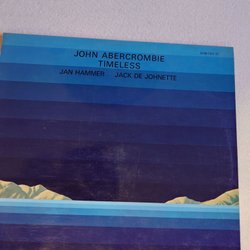 JOHN ABERCROMBIE
TIMELESS
JAN HAMMER JACK DE JOHNETTE